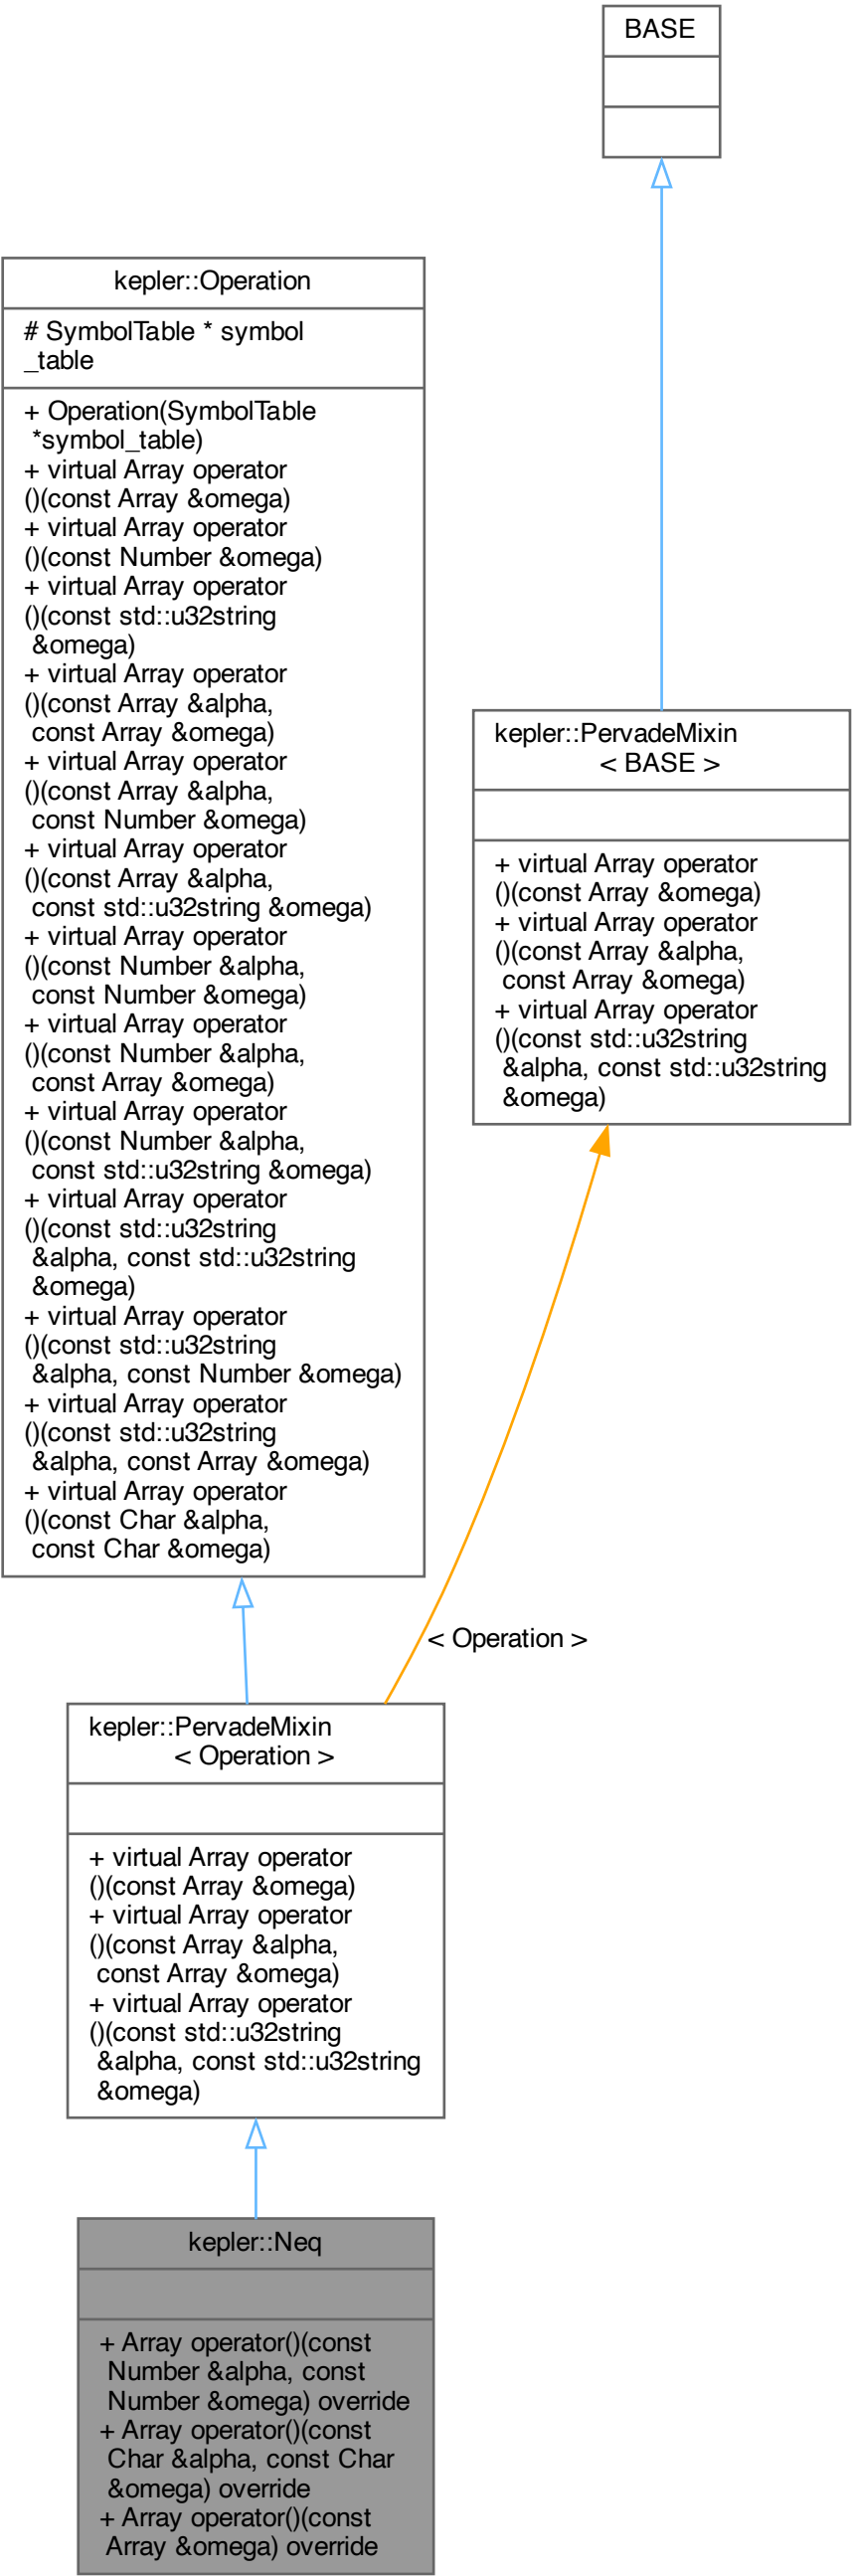 BASE
kepler::Operation
# SymbolTable * symbol
_table
+ Operation(SymbolTable
*symbol_table)
+ virtual Array operator
()(const Array &omega)
+ virtual Array operator
()(const Number &omega)
+ virtual Array operator
()(const std::u32string
&omega)
+ virtual Array operator
()(const Array &alpha,
const Array &omega)
+ virtual Array operator
()(const Array &alpha,
const Number &omega)
+ virtual Array operator
()(const Array &alpha,
const std::u32string &omega)
+ virtual Array operator
()(const Number &alpha,
const Number &omega)
+ virtual Array operator
()(const Number &alpha,
const Array &omega)
+ virtual Array operator
()(const Number &alpha,
const std::u32string &omega)
+ virtual Array operator
()(const std::u32string
&alpha, const std::u32string
&omega)
+ virtual Array operator
()(const std::u32string
&alpha, const Number &omega)
+ virtual Array operator
()(const std::u32string
&alpha, const Array &omega)
+ virtual Array operator
()(const Char &alpha,
const Char &omega)
kepler::PervadeMixin
< BASE >
+ virtual Array operator
()(const Array &omega)
+ virtual Array operator
()(const Array &alpha,
const Array &omega)
+ virtual Array operator
()(const std::u32string
&alpha, const std::u32string
&omega)
< Operation >
kepler::PervadeMixin
< Operation >
+ virtual Array operator
()(const Array &omega)
+ virtual Array operator
()(const Array &alpha,
const Array &omega)
+ virtual Array operator
()(const std::u32string
&alpha, const std::u32string
&omega)
kepler::Neq
+ Array operator()(const
Number &alpha, const
Number &omega) override
+ Array operator()(const
Char &alpha, const Char
&omega) override
+ Array operator()(const
Array &omega) override